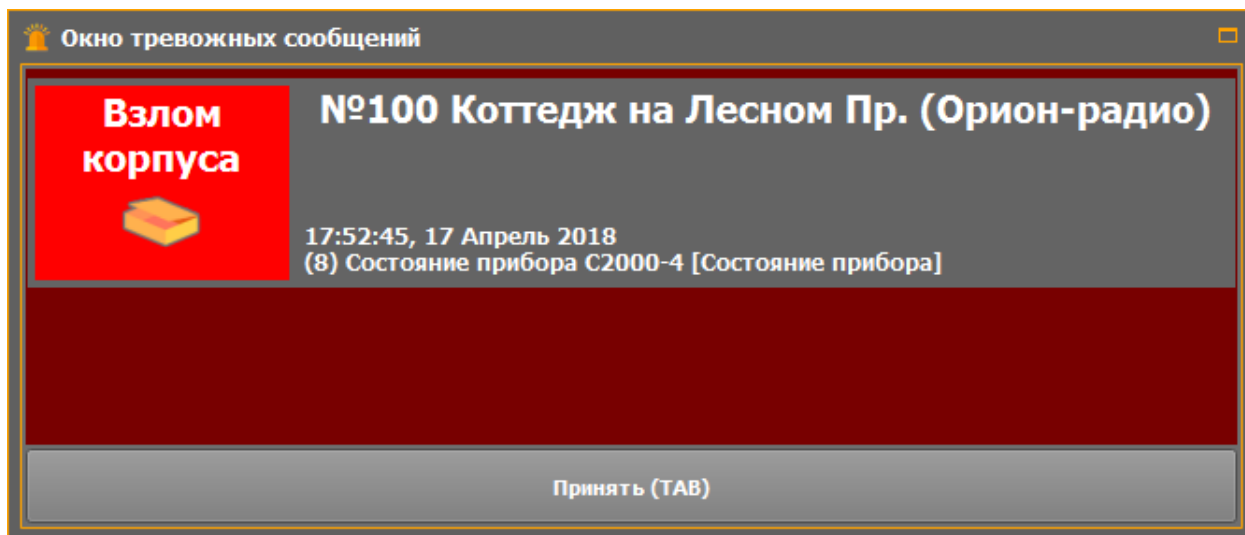 Окно тревожных сообщений
Взлом
корпуса
№100 Коттедж на Лесном Пр. (Орион-радио)
17:52:45, 17 Апрель 2018
(8) Состояние прибора С2000-4 [Состояние прибора]
Принять (TAB)